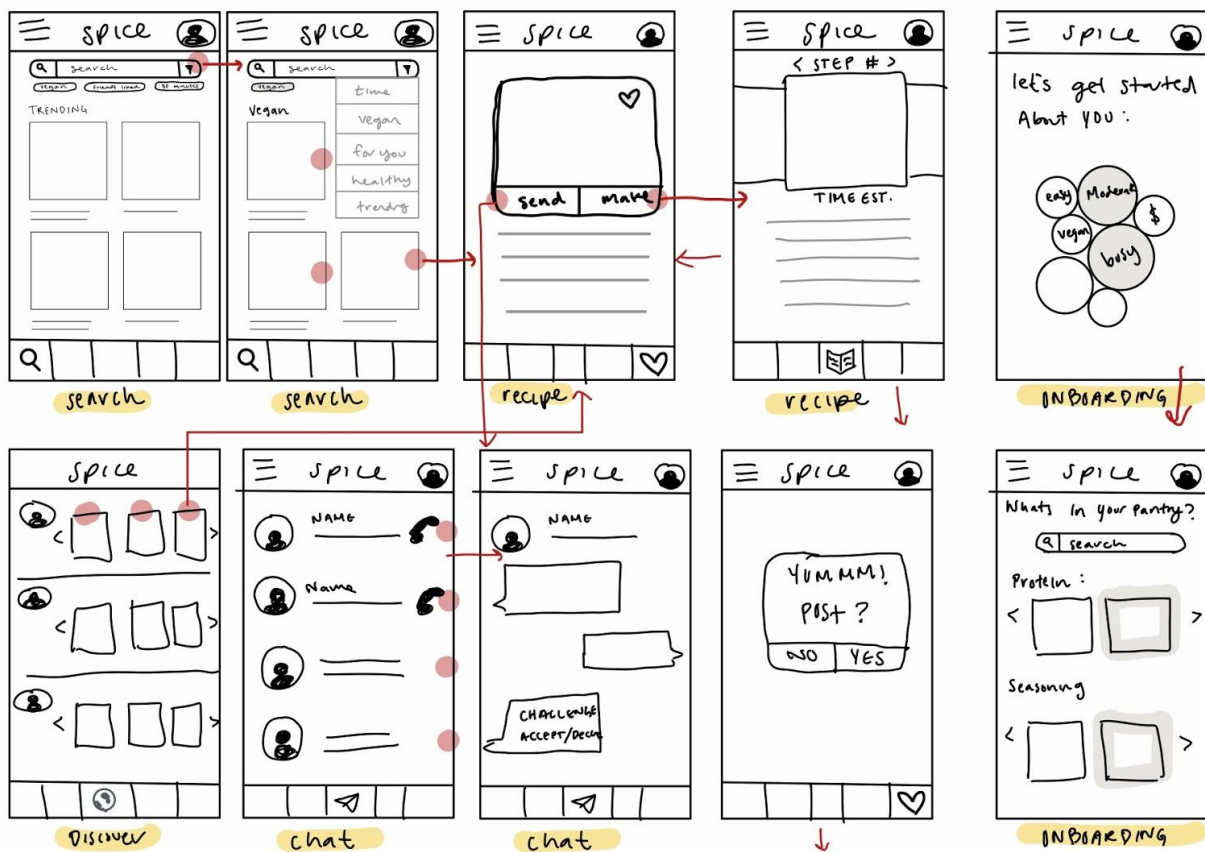 spice
search
vegan
friends liked
30 minutes
TRENDING
search
spice
search
vegan
Vegan
time
vegan
for you
healthy
trendng
search
spice
send
make
recipe
spice
< STEP # >
TIME EST.
recipe
spice
let's get started
About YOU :
easy
Moderate
$
vegan
busy
ONBOARDING
spice
< >
< >
< >
DISCOVER
spice
NAME
Name
chat
spice
NAME
CHALLENGE
ACCEPT/Decln
chat
spice
YUMMM!
POST ?
NO
YES
spice
Whats in your pantry?
search
Protein :
< >
Seasoning
< >
ONBOARDING